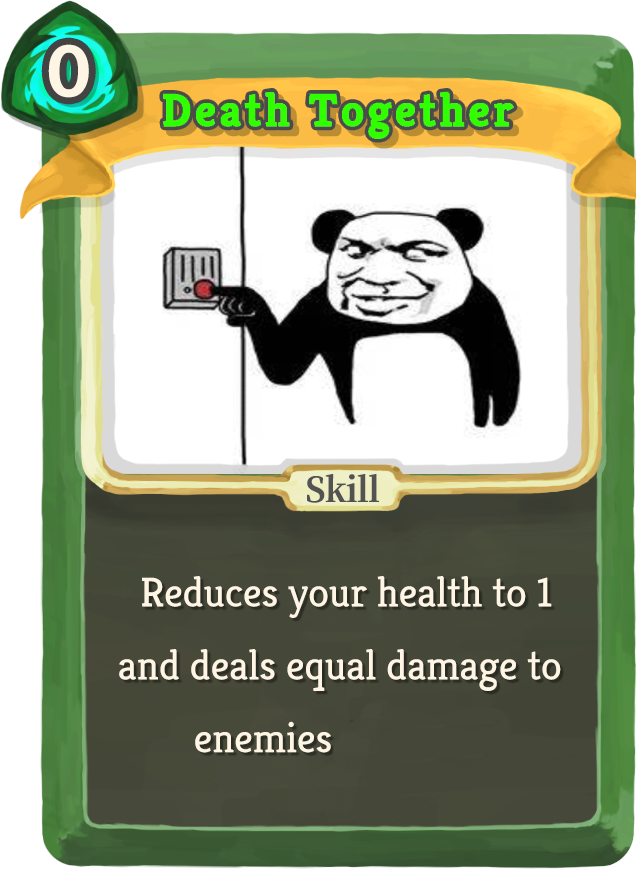 0
Death Together
Skill
Reduces your health to 1
and deals equal damage to
enemies